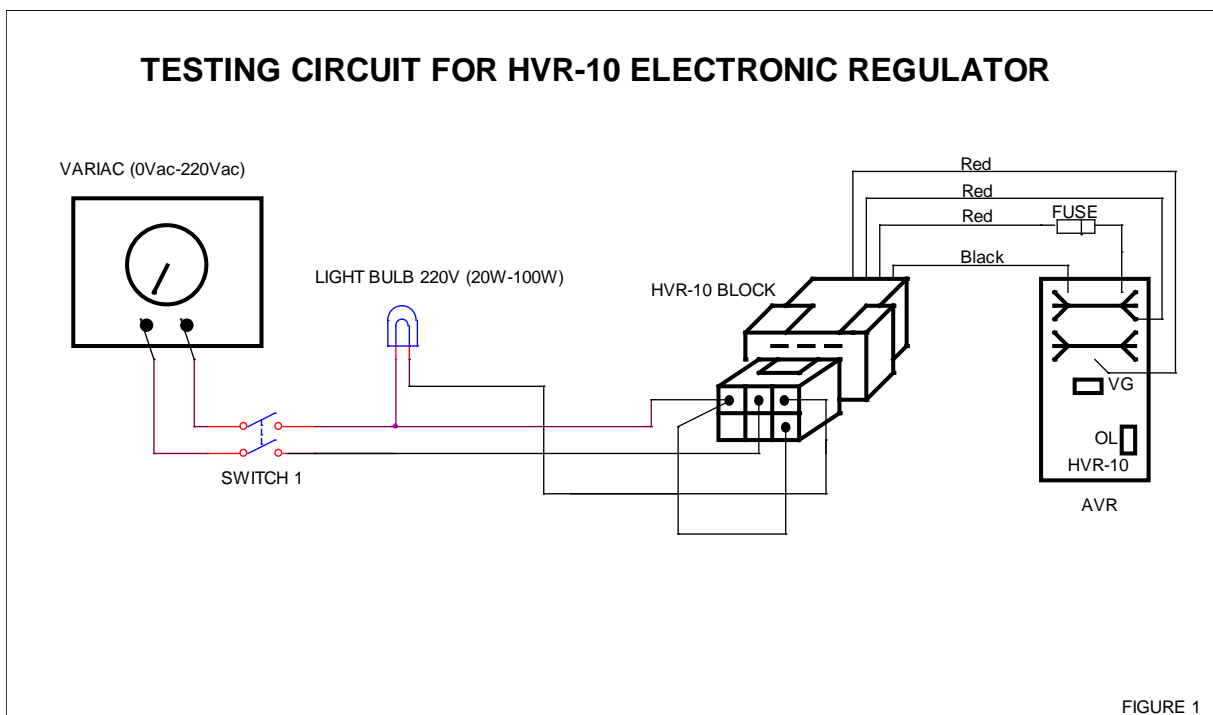 TESTING CIRCUIT FOR HVR-10 ELECTRONIC REGULATOR
VARIAC (0Vac-220Vac)
LIGHT BULB 220V (20W-100W)
HVR-10 BLOCK
Red
Red
Red
FUSE
Black
VG
OL
HVR-10
AVR
SWITCH 1
FIGURE 1